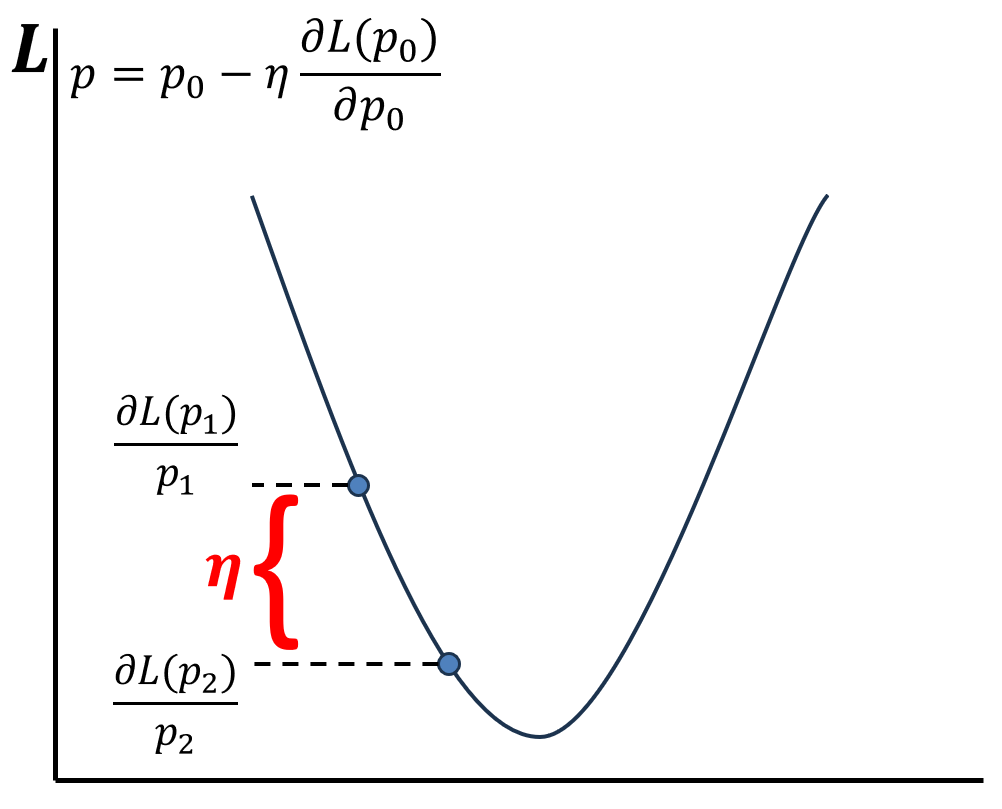 L
p = p₀ − η ∂L(p₀)/∂p₀
∂L(p₁)/p₁
η
∂L(p₂)/p₂